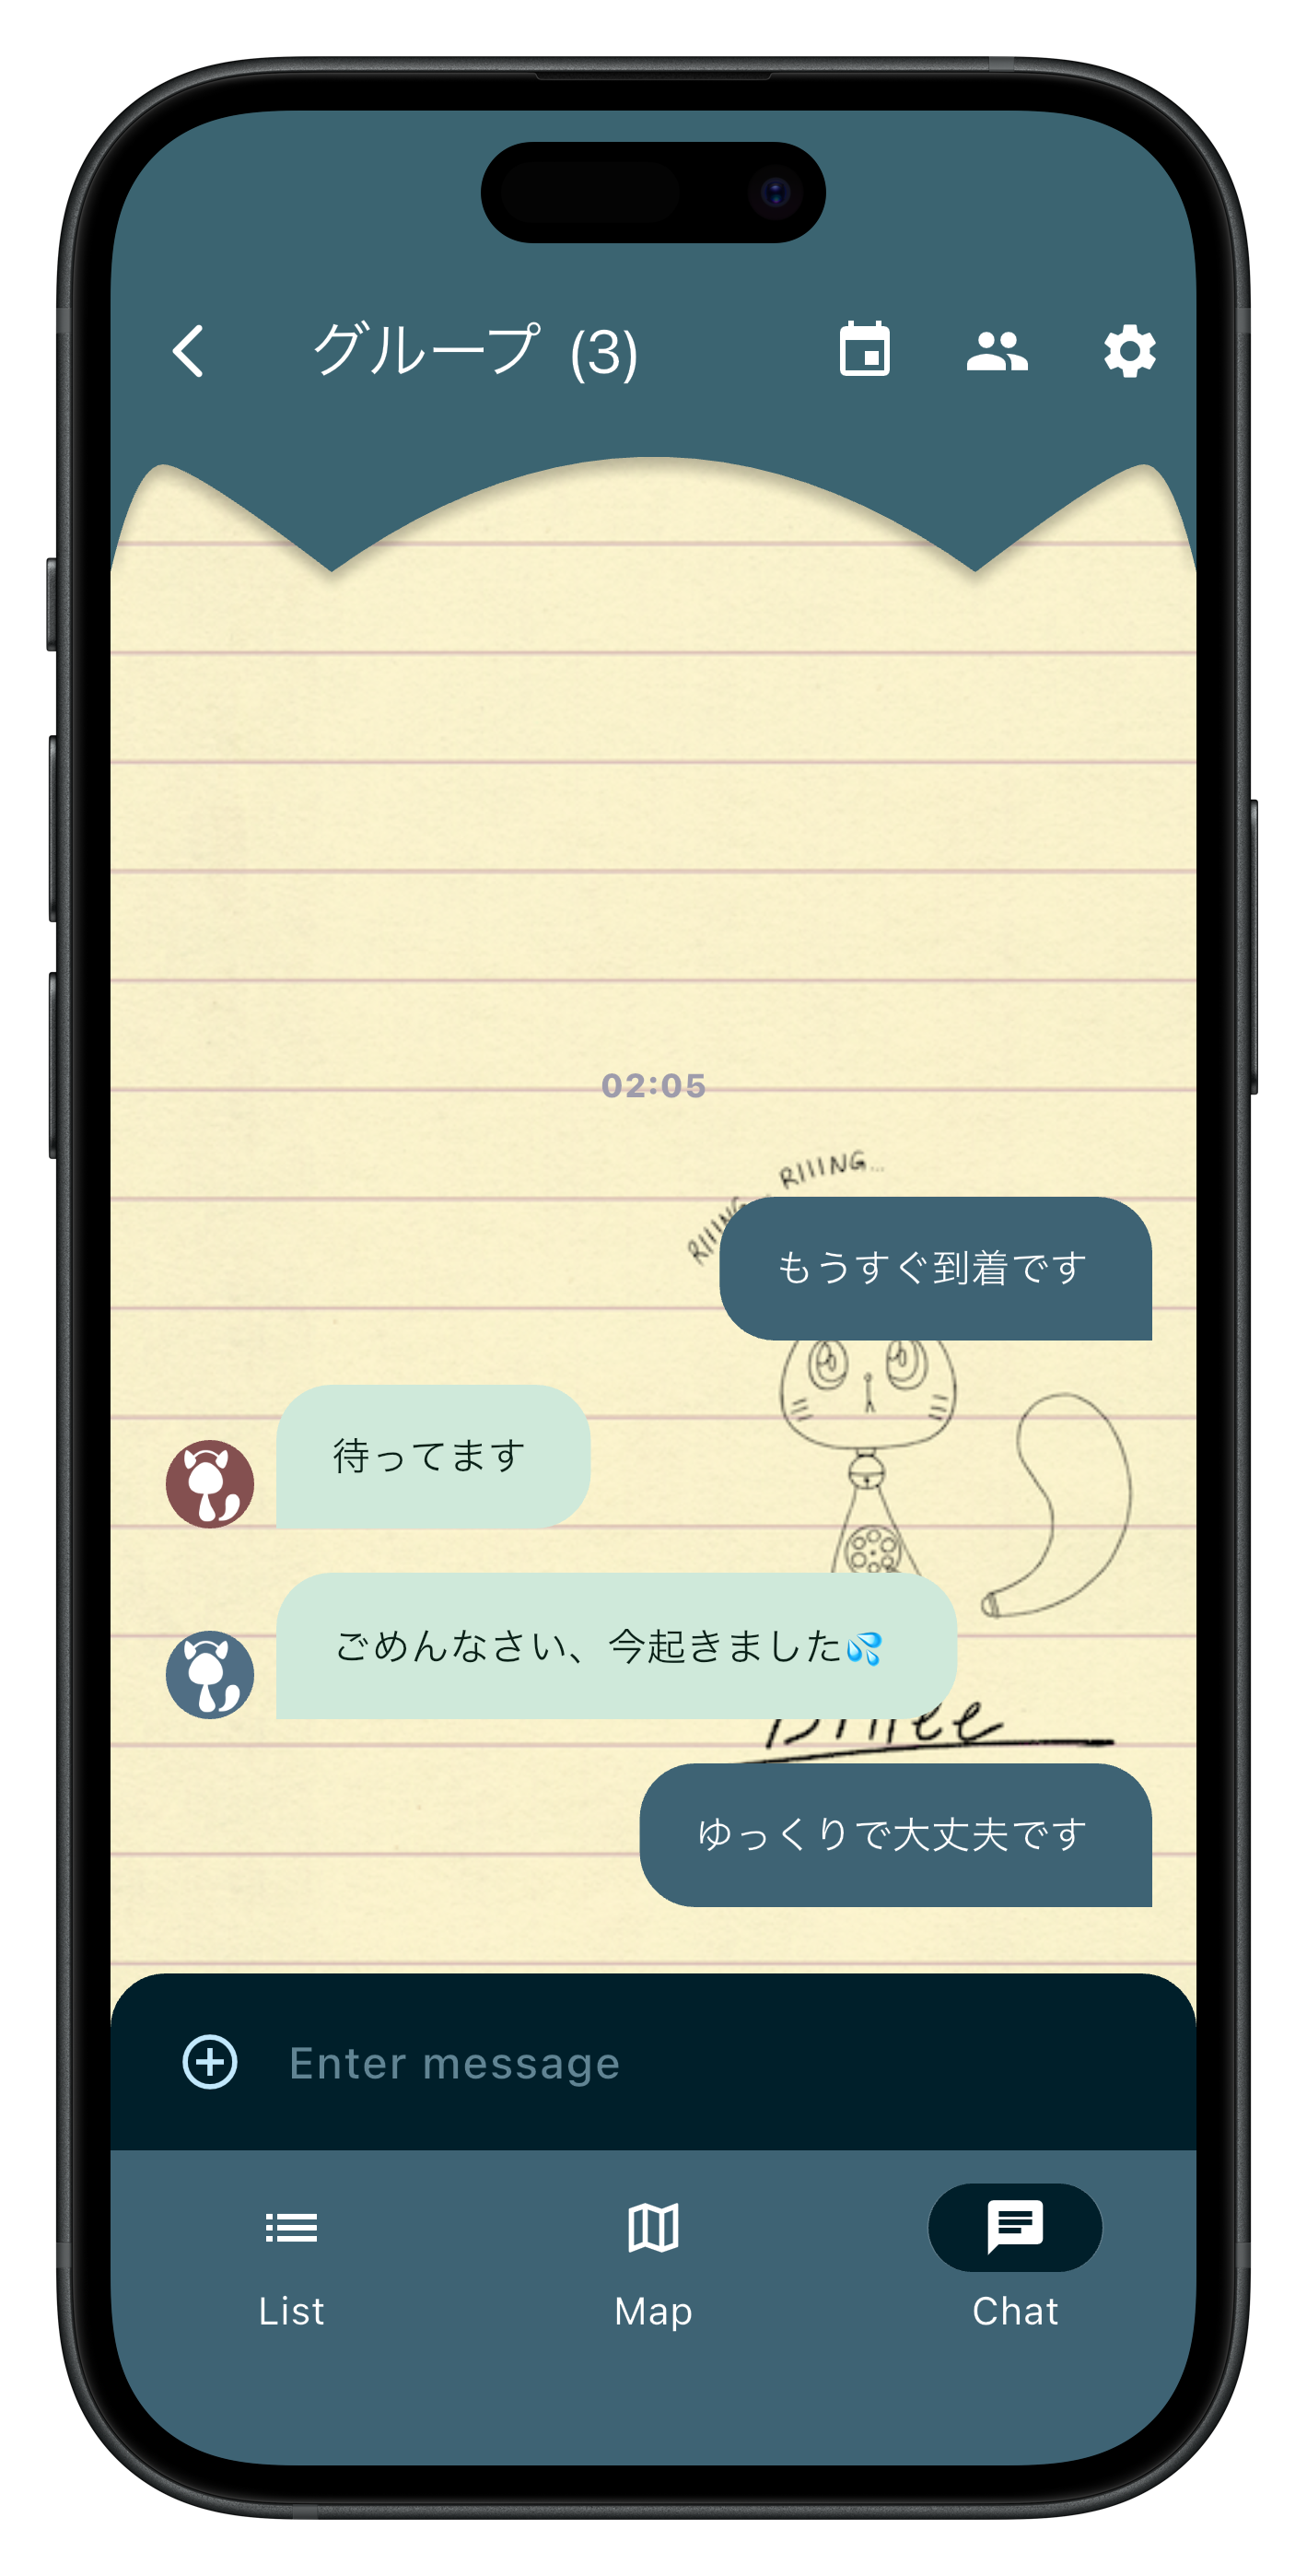 グループ (3)
02:05
RIIING...
もうすぐ到着です
待ってます
ごめんなさい、今起きました💦
ゆっくりで大丈夫です
Enter message
List
Map
Chat